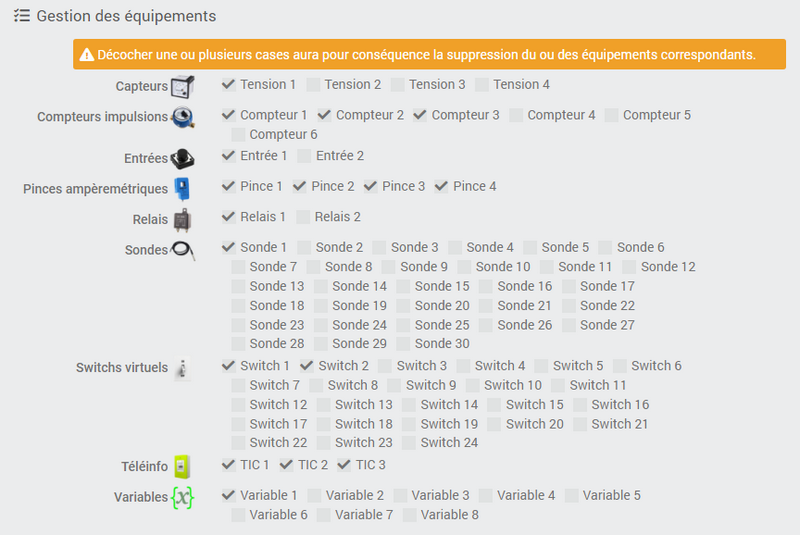 Gestion des équipements
Décocher une ou plusieurs cases aura pour conséquence la suppression du ou des équipements correspondants.
Capteurs Tension 1 Tension 2 Tension 3 Tension 4
Compteurs impulsions Compteur 1 Compteur 2 Compteur 3 Compteur 4 Compteur 5
Compteur 6
Entrées Entrée 1 Entrée 2
Pinces ampèremétriques Pince 1 Pince 2 Pince 3 Pince 4
Relais Relais 1 Relais 2
Sondes Sonde 1 Sonde 2 Sonde 3 Sonde 4 Sonde 5 Sonde 6
Sonde 7 Sonde 8 Sonde 9 Sonde 10 Sonde 11 Sonde 12
Sonde 13 Sonde 14 Sonde 15 Sonde 16 Sonde 17
Sonde 18 Sonde 19 Sonde 20 Sonde 21 Sonde 22
Sonde 23 Sonde 24 Sonde 25 Sonde 26 Sonde 27
Sonde 28 Sonde 29 Sonde 30
Switchs virtuels Switch 1 Switch 2 Switch 3 Switch 4 Switch 5 Switch 6
Switch 7 Switch 8 Switch 9 Switch 10 Switch 11
Switch 12 Switch 13 Switch 14 Switch 15 Switch 16
Switch 17 Switch 18 Switch 19 Switch 20 Switch 21
Switch 22 Switch 23 Switch 24
Téléinfo TIC 1 TIC 2 TIC 3
Variables {x} Variable 1 Variable 2 Variable 3 Variable 4 Variable 5
Variable 6 Variable 7 Variable 8